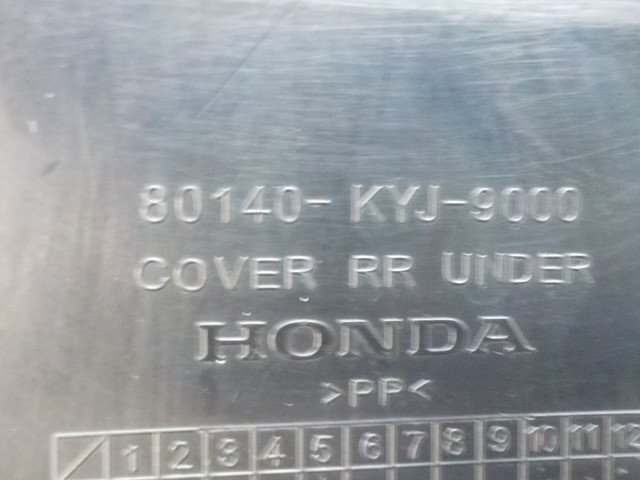 80140-KYJ-9000
COVER RR UNDER
HONDA
>PP<
1 2 3 4 5 6 7 8 9 10 11 12